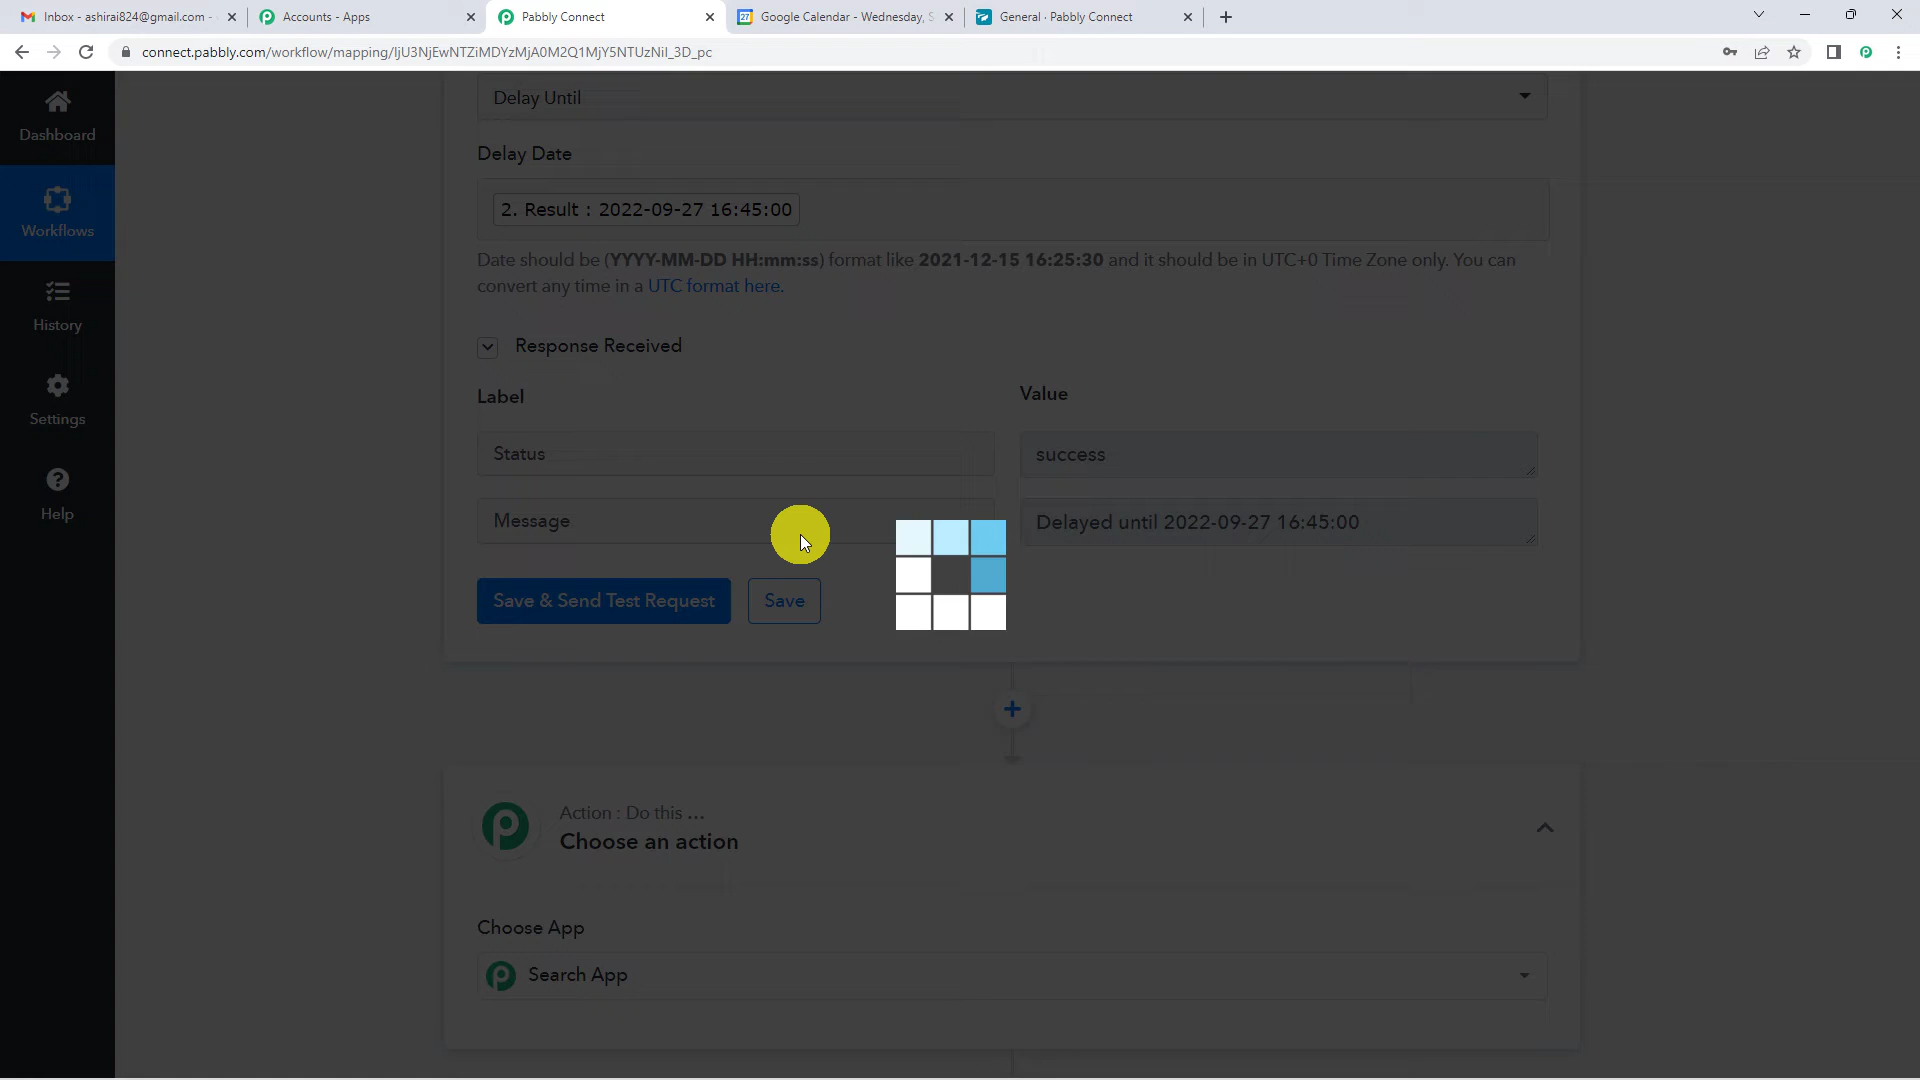 Inbox - ashirai824@gmail.com -
Accounts - Apps
Pabbly Connect
Google Calendar - Wednesday, S
General · Pabbly Connect
connect.pabbly.com/workflow/mapping/IjU3NjEwNTZiMDYzMjA0M2Q1MjY5NTUzNiI_3D_pc
Dashboard
Workflows
History
Settings
Help
Delay Until
Delay Date
2. Result : 2022-09-27 16:45:00
Date should be (YYYY-MM-DD HH:mm:ss) format like 2021-12-15 16:25:30 and it should be in UTC+0 Time Zone only. You can
convert any time in a UTC format here.
Response Received
Label
Value
Status
success
Message
Delayed until 2022-09-27 16:45:00
Save & Send Test Request
Save
Action : Do this ...
Choose an action
Choose App
Search App